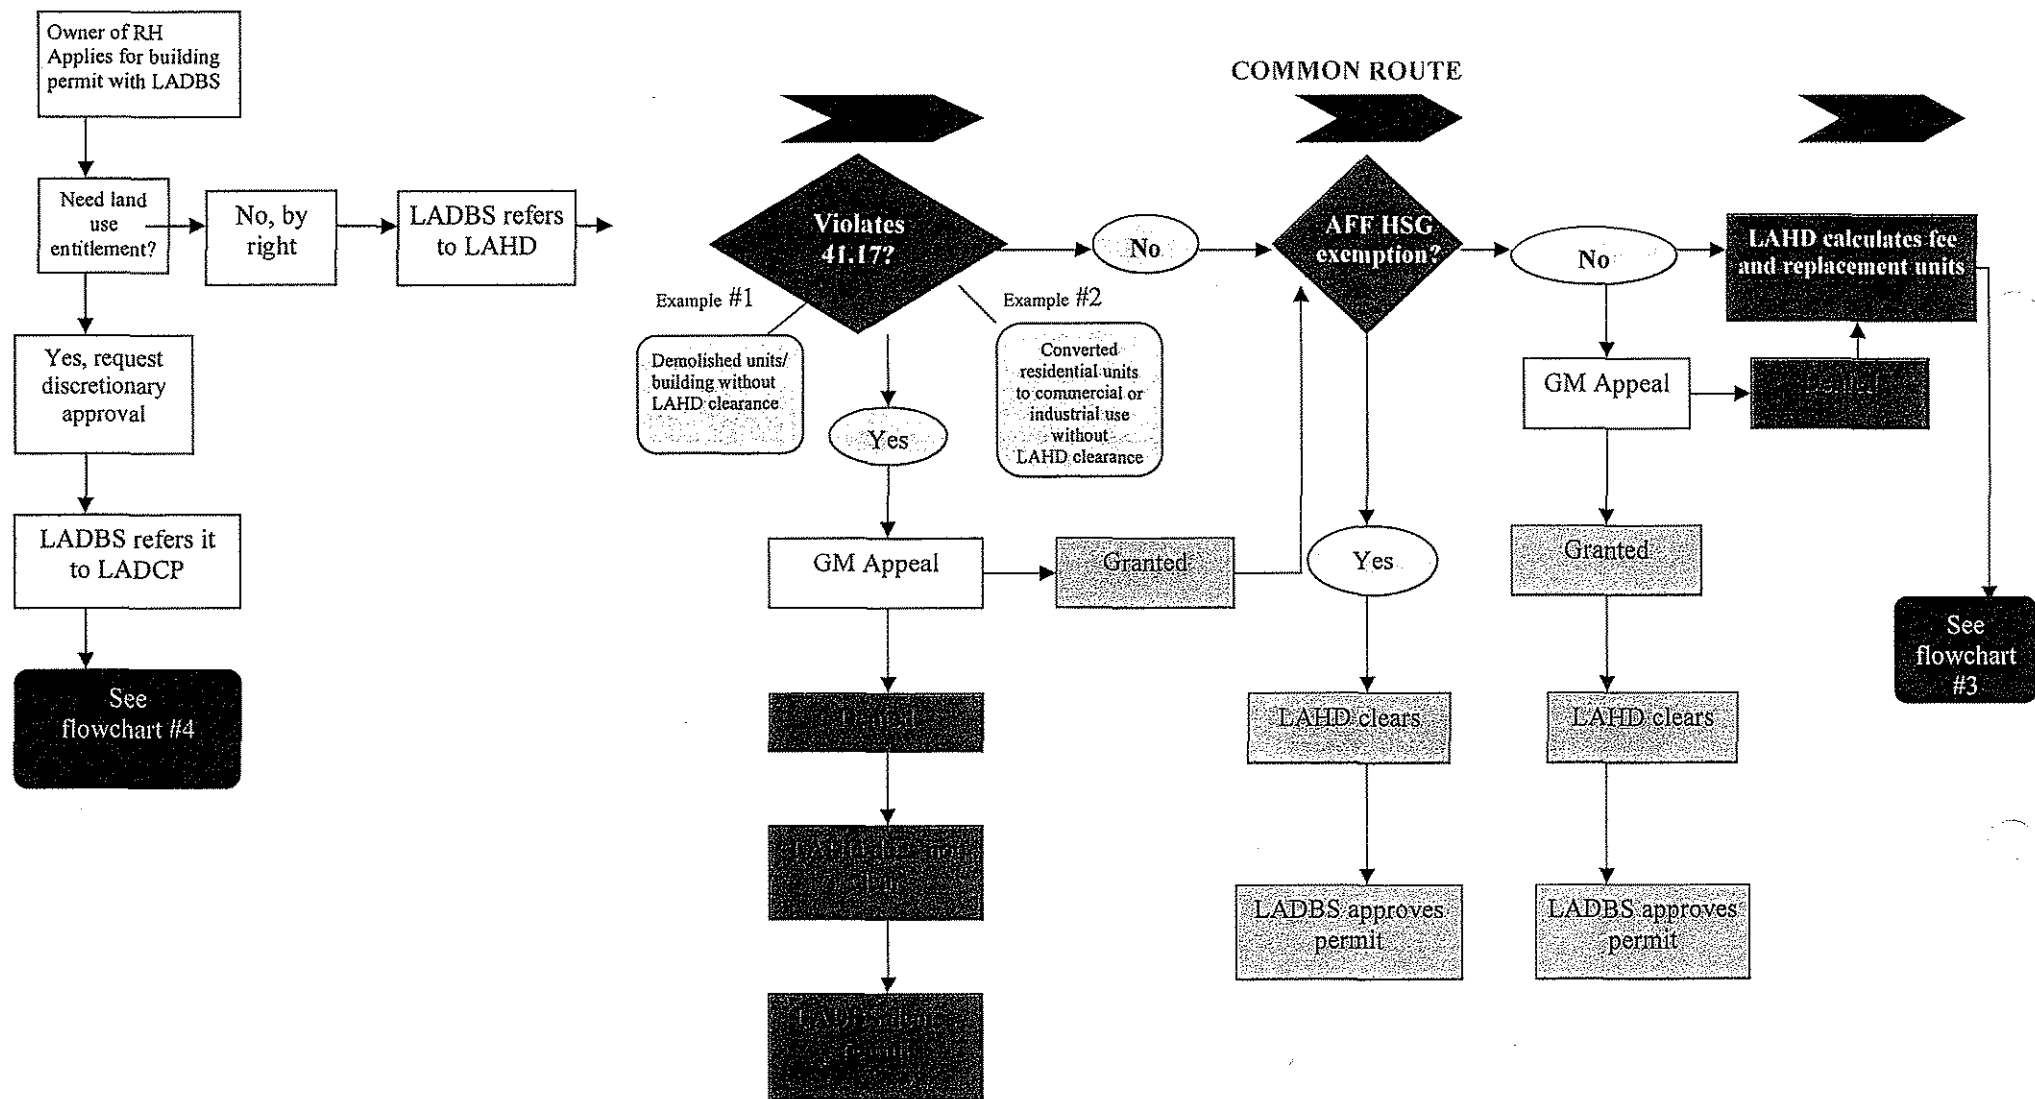 Owner of RH
Applies for building
permit with LADBS
Need land
use
entitlement?
No, by
right
LADBS refers
to LAHD
Yes, request
discretionary
approval
LADBS refers it
to LADCP
See
flowchart #4
COMMON ROUTE
Violates
41.17?
Example #1
Demolished units/
building without
LAHD clearance
Example #2
Converted
residential units
to commercial or
industrial use
without
LAHD clearance
No
Yes
GM Appeal
Granted
Denied
AFF HSG
exemption?
Yes
LAHD clears
LADBS approves
permit
No
GM Appeal
Granted
LAHD clears
LADBS approves
permit
LAHD calculates fee
and replacement units
See
flowchart
#3